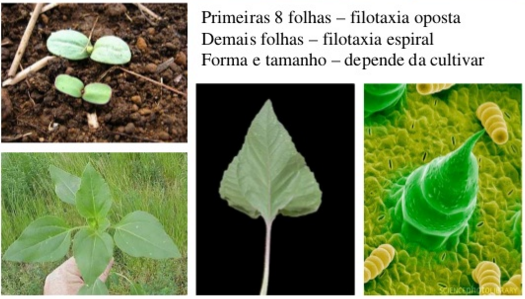 Primeiras 8 folhas – filotaxia oposta
Demais folhas – filotaxia espiral
Forma e tamanho – depende da cultivar